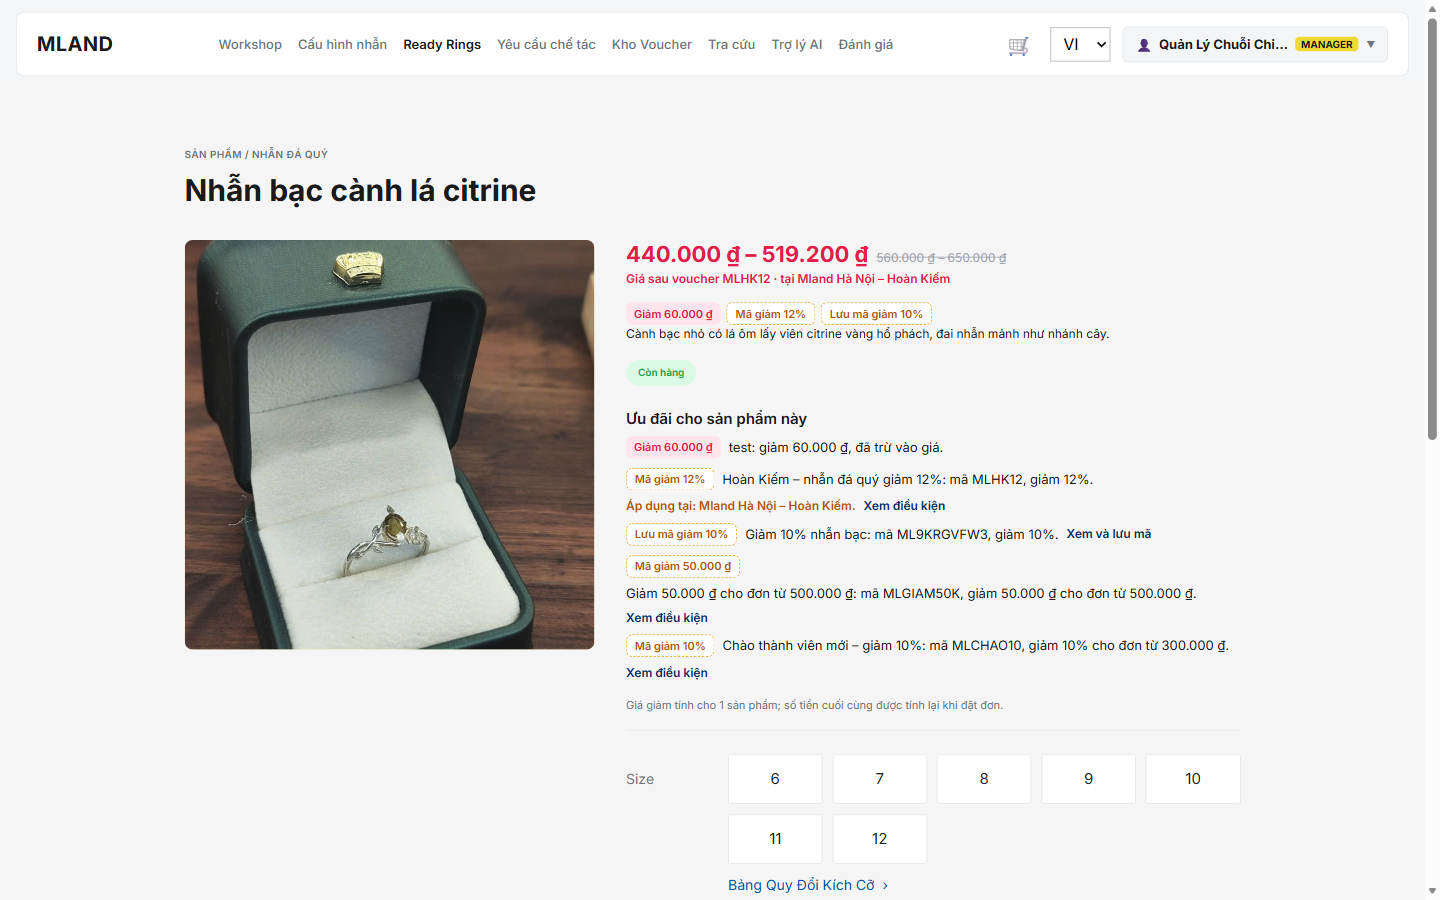 MLAND
Workshop Cấu hình nhẫn Ready Rings Yêu cầu chế tác Kho Voucher Tra cứu Trợ lý AI Đánh giá
VI
Quản Lý Chuỗi Chi... MANAGER
SẢN PHẨM / NHẪN ĐÁ QUÝ
Nhẫn bạc cành lá citrine
440.000 ₫ – 519.200 ₫ 560.000 ₫ – 650.000 ₫
Giá sau voucher MLHK12 · tại Mland Hà Nội – Hoàn Kiếm
Giảm 60.000 ₫ Mã giảm 12% Lưu mã giảm 10%
Cành bạc nhỏ có lá ôm lấy viên citrine vàng hổ phách, đai nhẫn mảnh như nhánh cây.
Còn hàng
Ưu đãi cho sản phẩm này
Giảm 60.000 ₫ test: giảm 60.000 ₫, đã trừ vào giá.
Mã giảm 12% Hoàn Kiếm – nhẫn đá quý giảm 12%: mã MLHK12, giảm 12%.
Áp dụng tại: Mland Hà Nội – Hoàn Kiếm. Xem điều kiện
Lưu mã giảm 10% Giảm 10% nhẫn bạc: mã ML9KRGVFW3, giảm 10%. Xem và lưu mã
Mã giảm 50.000 ₫
Giảm 50.000 ₫ cho đơn từ 500.000 ₫: mã MLGIAM50K, giảm 50.000 ₫ cho đơn từ 500.000 ₫.
Xem điều kiện
Mã giảm 10% Chào thành viên mới – giảm 10%: mã MLCHAO10, giảm 10% cho đơn từ 300.000 ₫.
Xem điều kiện
Giá giảm tính cho 1 sản phẩm; số tiền cuối cùng được tính lại khi đặt đơn.
Size 6 7 8 9 10
11 12
Bảng Quy Đổi Kích Cỡ ›